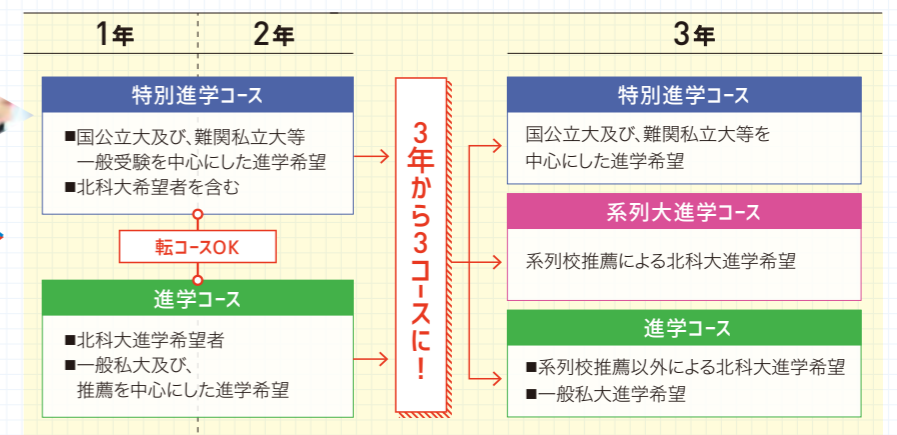 1年
2年
3年
特別進学コース
■国公立大及び、難関私立大等
一般受験を中心にした進学希望
■北科大希望者を含む
転コースOK
進学コース
■北科大進学希望者
■一般私大及び、
推薦を中心にした進学希望
3年から3コースに!
特別進学コース
国公立大及び、難関私立大等を
中心にした進学希望
系列大進学コース
系列校推薦による北科大進学希望
進学コース
■系列校推薦以外による北科大進学希望
■一般私大進学希望